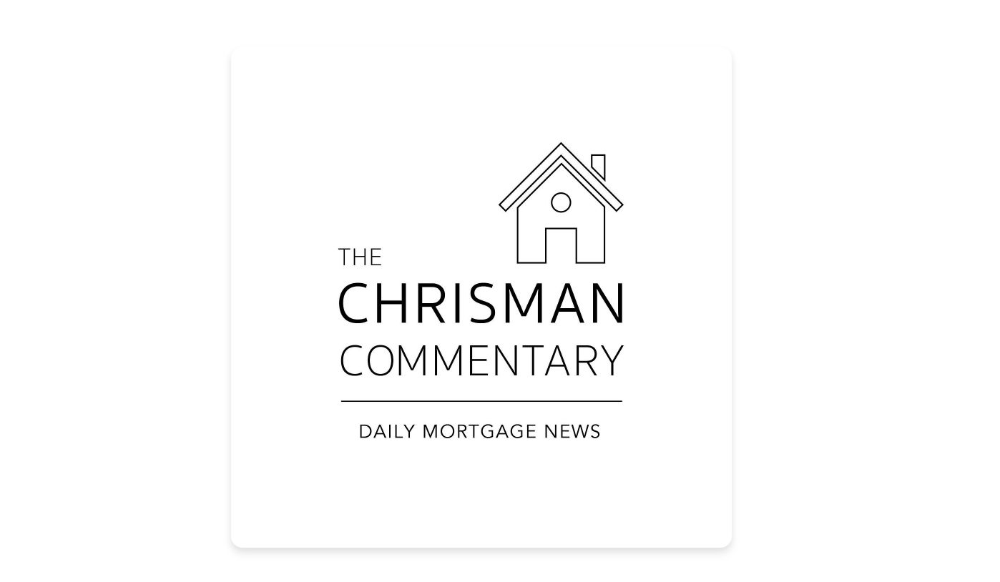 THE
CHRISMAN
COMMENTARY
DAILY MORTGAGE NEWS